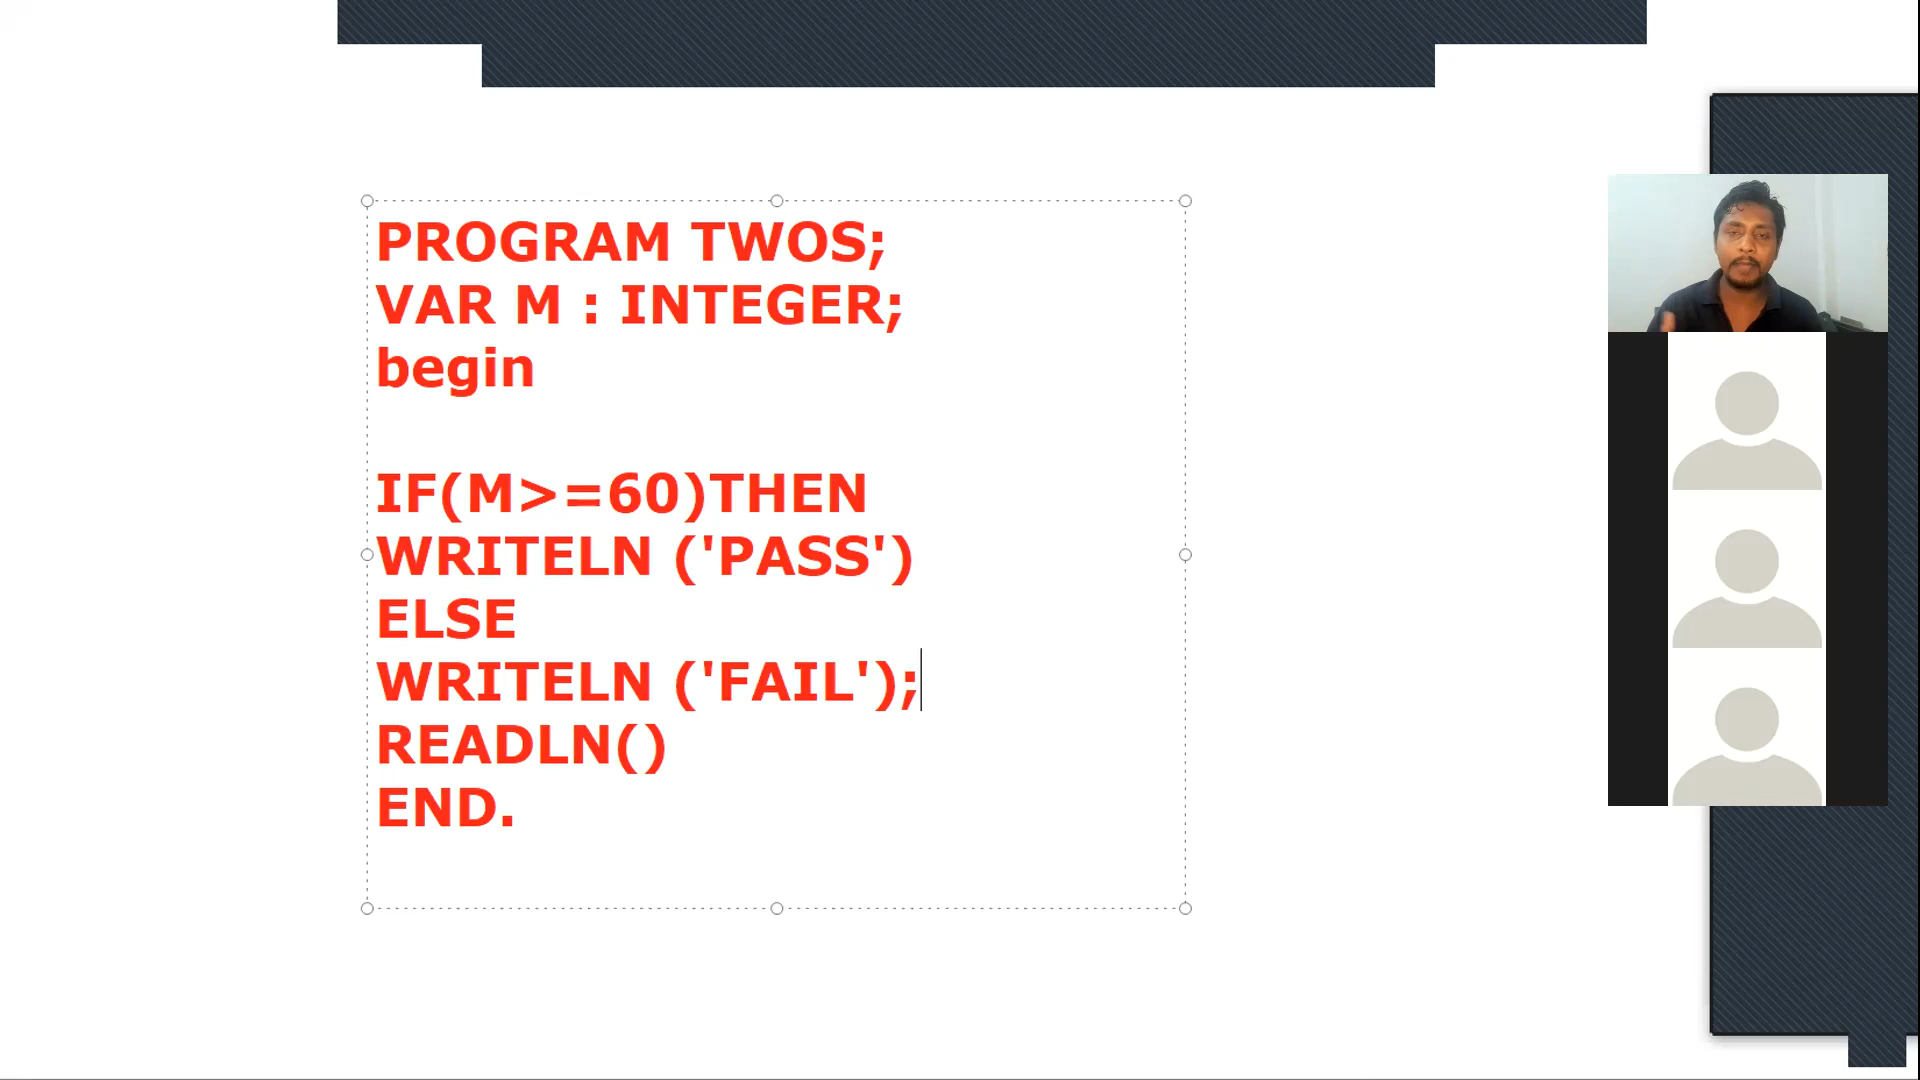 PROGRAM TWOS;
VAR M : INTEGER;
begin
IF(M>=60)THEN
WRITELN ('PASS')
ELSE
WRITELN ('FAIL');
READLN()
END.